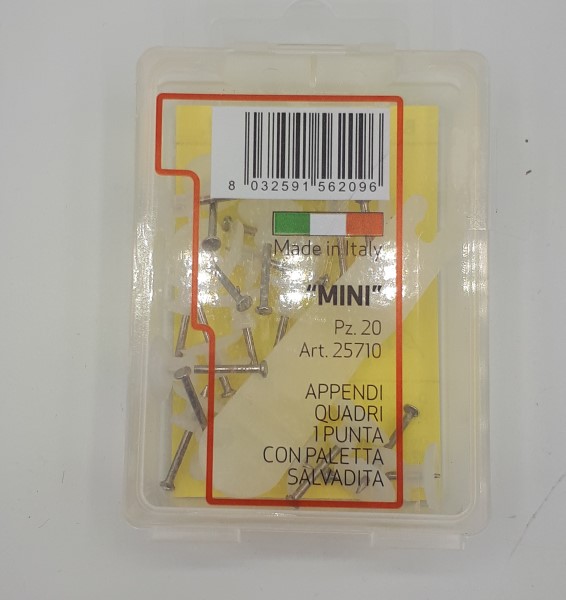 8 032591 562096
Made in Italy
"MINI"
Pz. 20
Art. 25710
APPENDI
QUADRI
1 PUNTA
CON PALETTA
SALVADITA